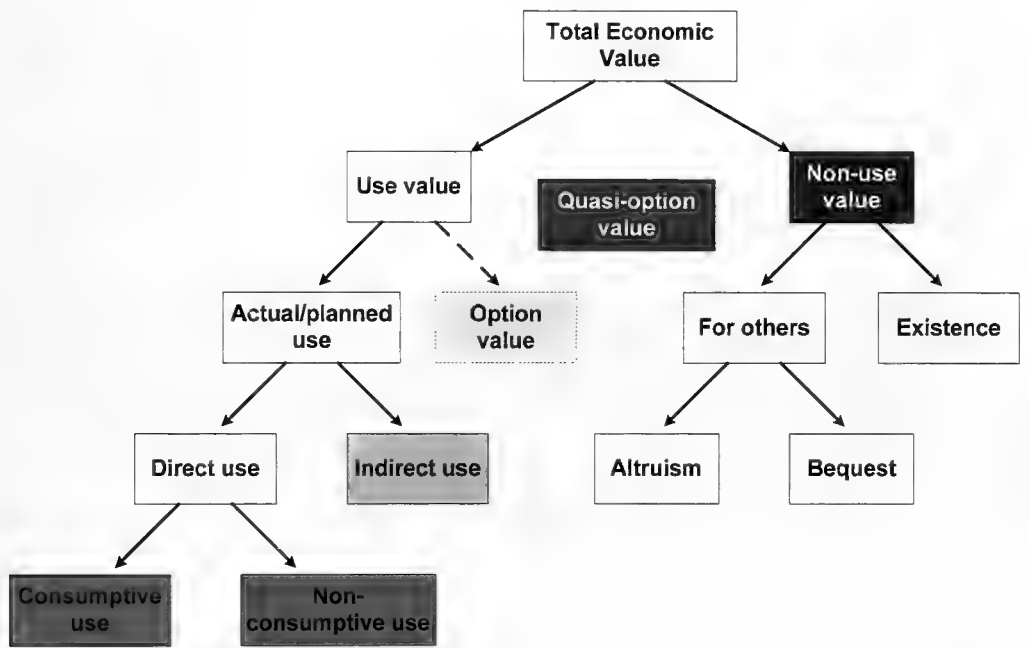 Total Economic
Value
Use value
Quasi-option
value
Non-use
value
Actual/planned
use
Option
value
For others
Existence
Direct use
Indirect use
Altruism
Bequest
Consumptive
use
Non-
consumptive use